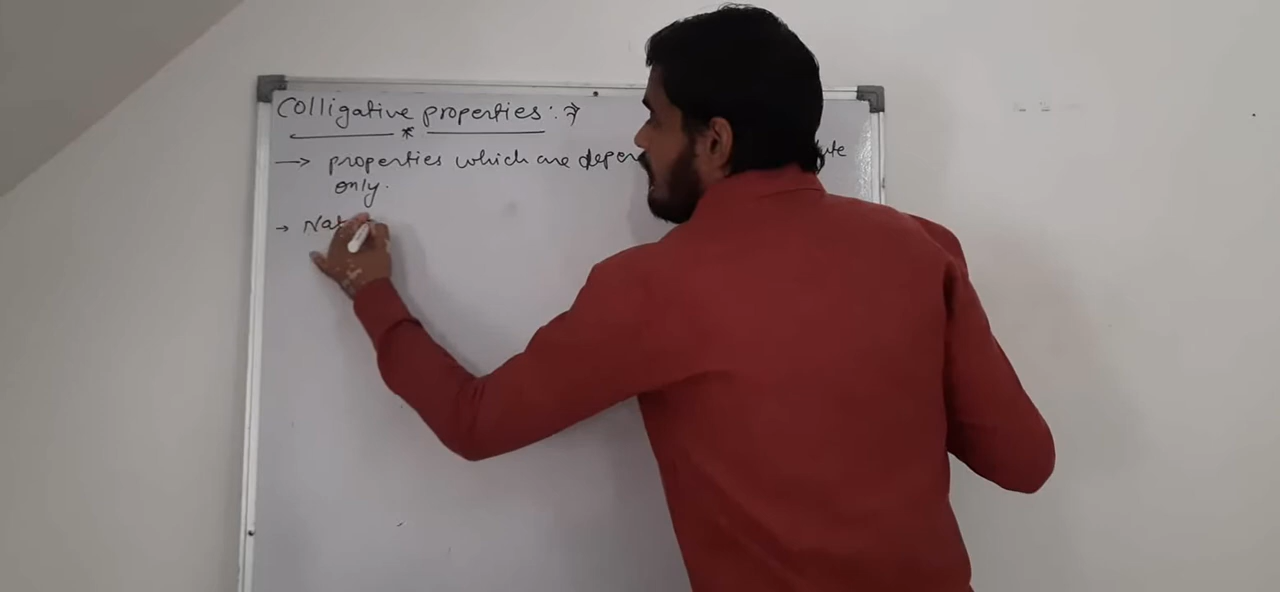 Colligative properties :→
*
→ properties which are depen ute
only.
→ Nat